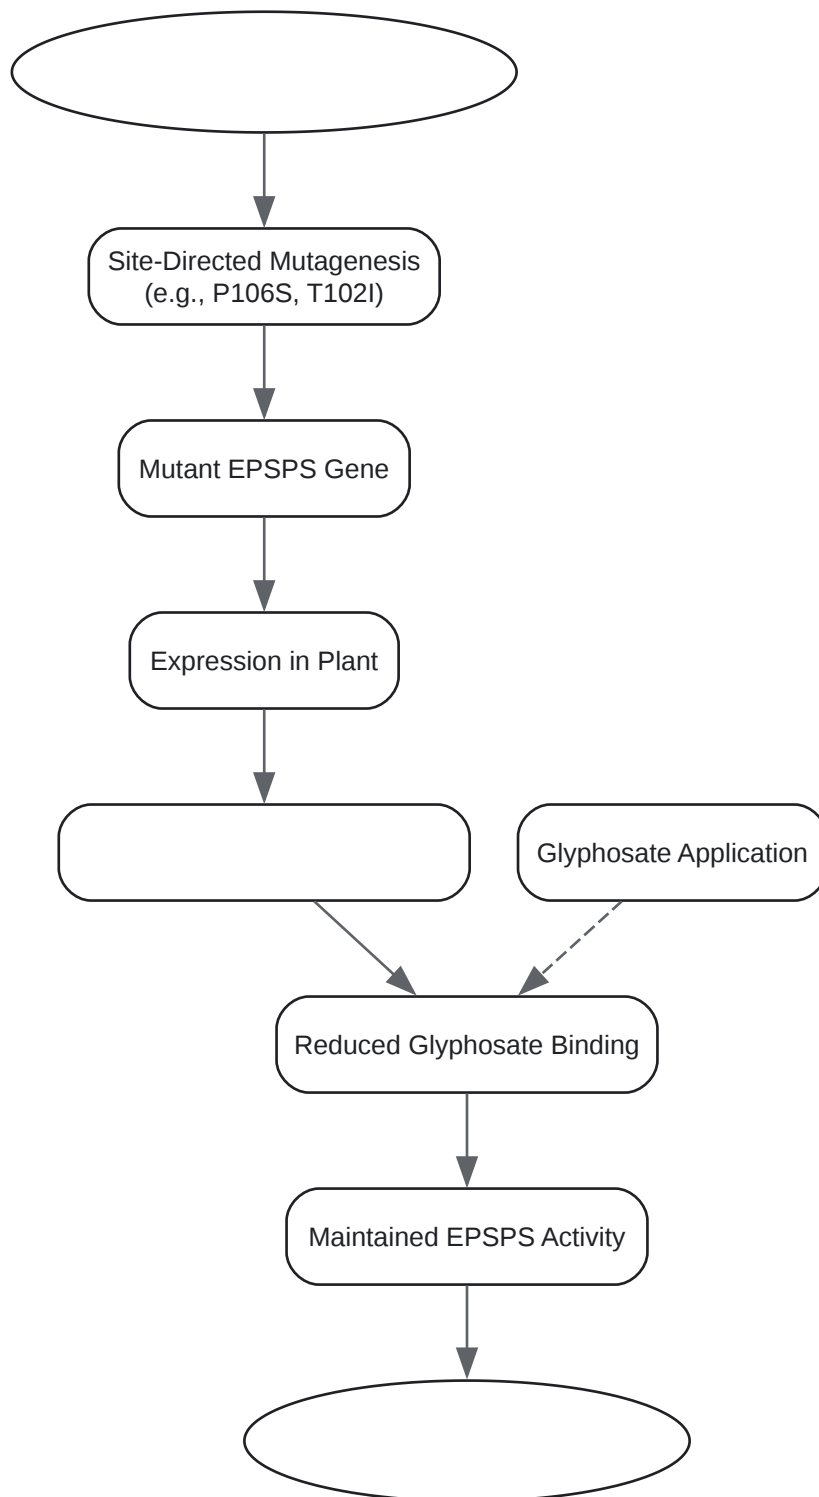 Site-Directed Mutagenesis
(e.g., P106S, T102I)
Mutant EPSPS Gene
Expression in Plant
Glyphosate Application
Reduced Glyphosate Binding
Maintained EPSPS Activity